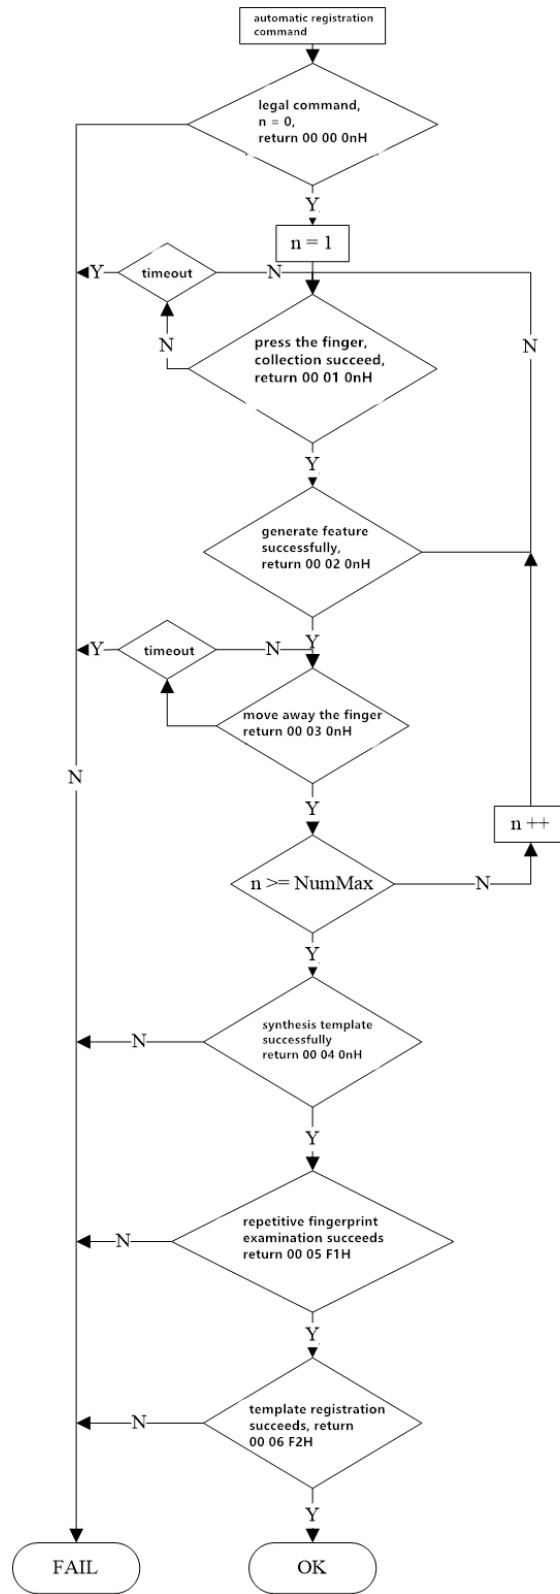 automatic registration
command
legal command,
n = 0,
return 00 00 0nH
Y
n = 1
Y
timeout
N
N
press the finger,
collection succeed,
return 00 01 0nH
N
Y
generate feature
successfully,
return 00 02 0nH
Y
Y
timeout
N
move away the finger
return 00 03 0nH
N
Y
n ++
n >= NumMax
N
Y
synthesis template
successfully
return 00 04 0nH
N
Y
repetitive fingerprint
examination succeeds
return 00 05 F1H
N
Y
template registration
succeeds, return
00 06 F2H
N
Y
FAIL
OK